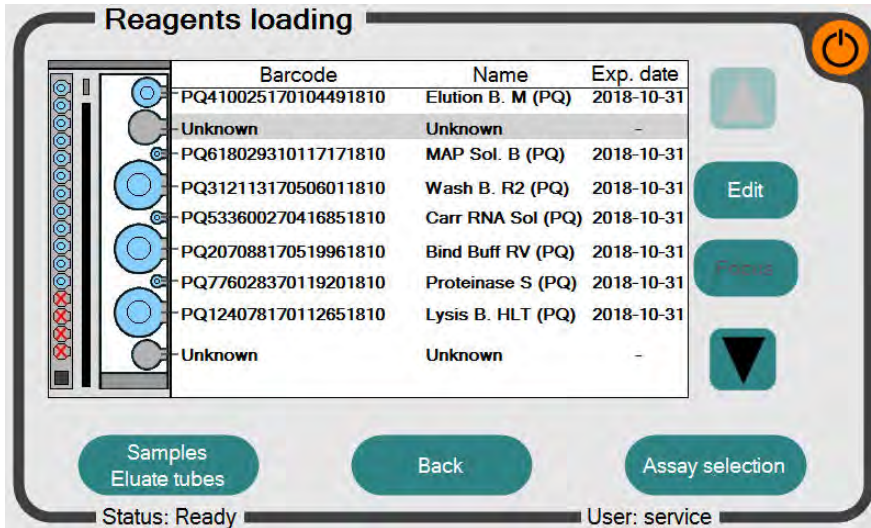 Reagents loading
Barcode Name Exp. date
PQ410025170104491810 Elution B. M (PQ) 2018-10-31
Unknown Unknown -
PQ618029310117171810 MAP Sol. B (PQ) 2018-10-31
PQ312113170506011810 Wash B. R2 (PQ) 2018-10-31
Edit
PQ533600270416851810 Carr RNA Sol (PQ) 2018-10-31
PQ207088170519961810 Bind Buff RV (PQ) 2018-10-31
PQ776028370119201810 Proteinase S (PQ) 2018-10-31
PQ124078170112651810 Lysis B. HLT (PQ) 2018-10-31
Unknown Unknown -
Samples
Eluate tubes
Back
Assay selection
Status: Ready
User: service